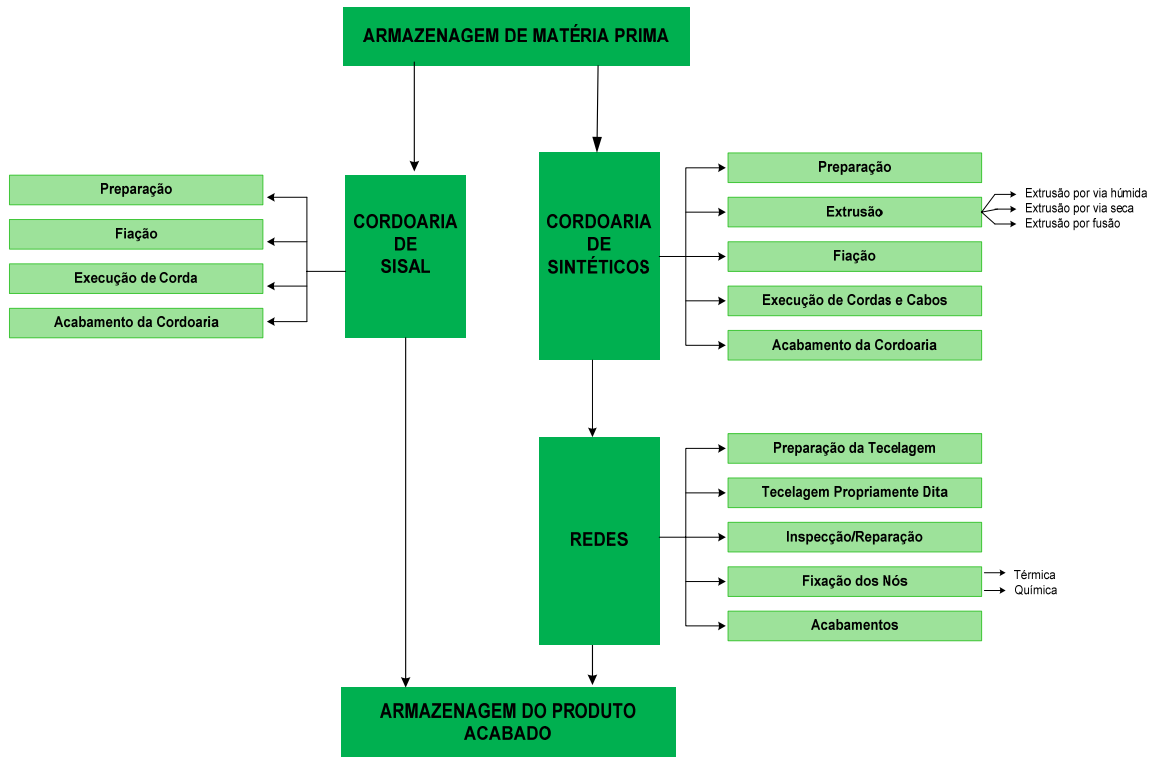 ARMAZENAGEM DE MATÉRIA PRIMA
Preparação
Fiação
Execução de Corda
Acabamento da Cordoaria
CORDOARIA
DE
SISAL
CORDOARIA
DE
SINTÉTICOS
Preparação
Extrusão
Extrusão por via húmida
Extrusão por via seca
Extrusão por fusão
Fiação
Execução de Cordas e Cabos
Acabamento da Cordoaria
REDES
Preparação da Tecelagem
Tecelagem Propriamente Dita
Inspecção/Reparação
Fixação dos Nós
Térmica
Química
Acabamentos
ARMAZENAGEM DO PRODUTO
ACABADO